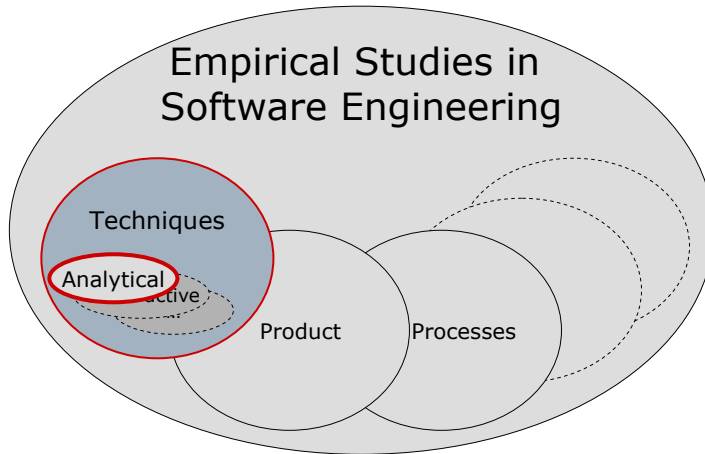 Empirical Studies in
Software Engineering
Techniques
Analytical
Product
Processes